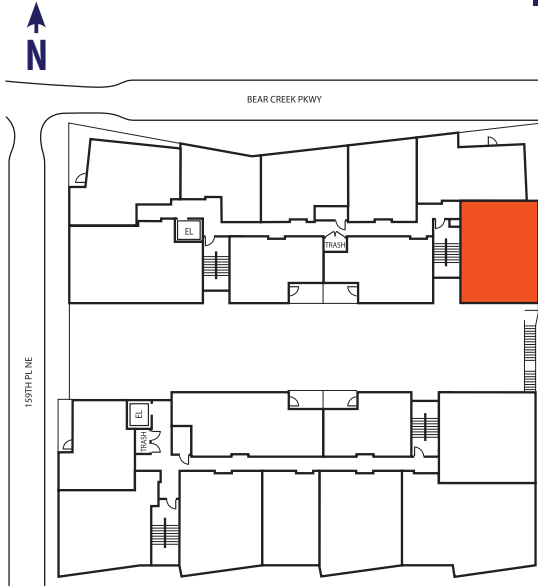 N
BEAR CREEK PKWY
EL
TRASH
159TH PL NE
EL
TRASH